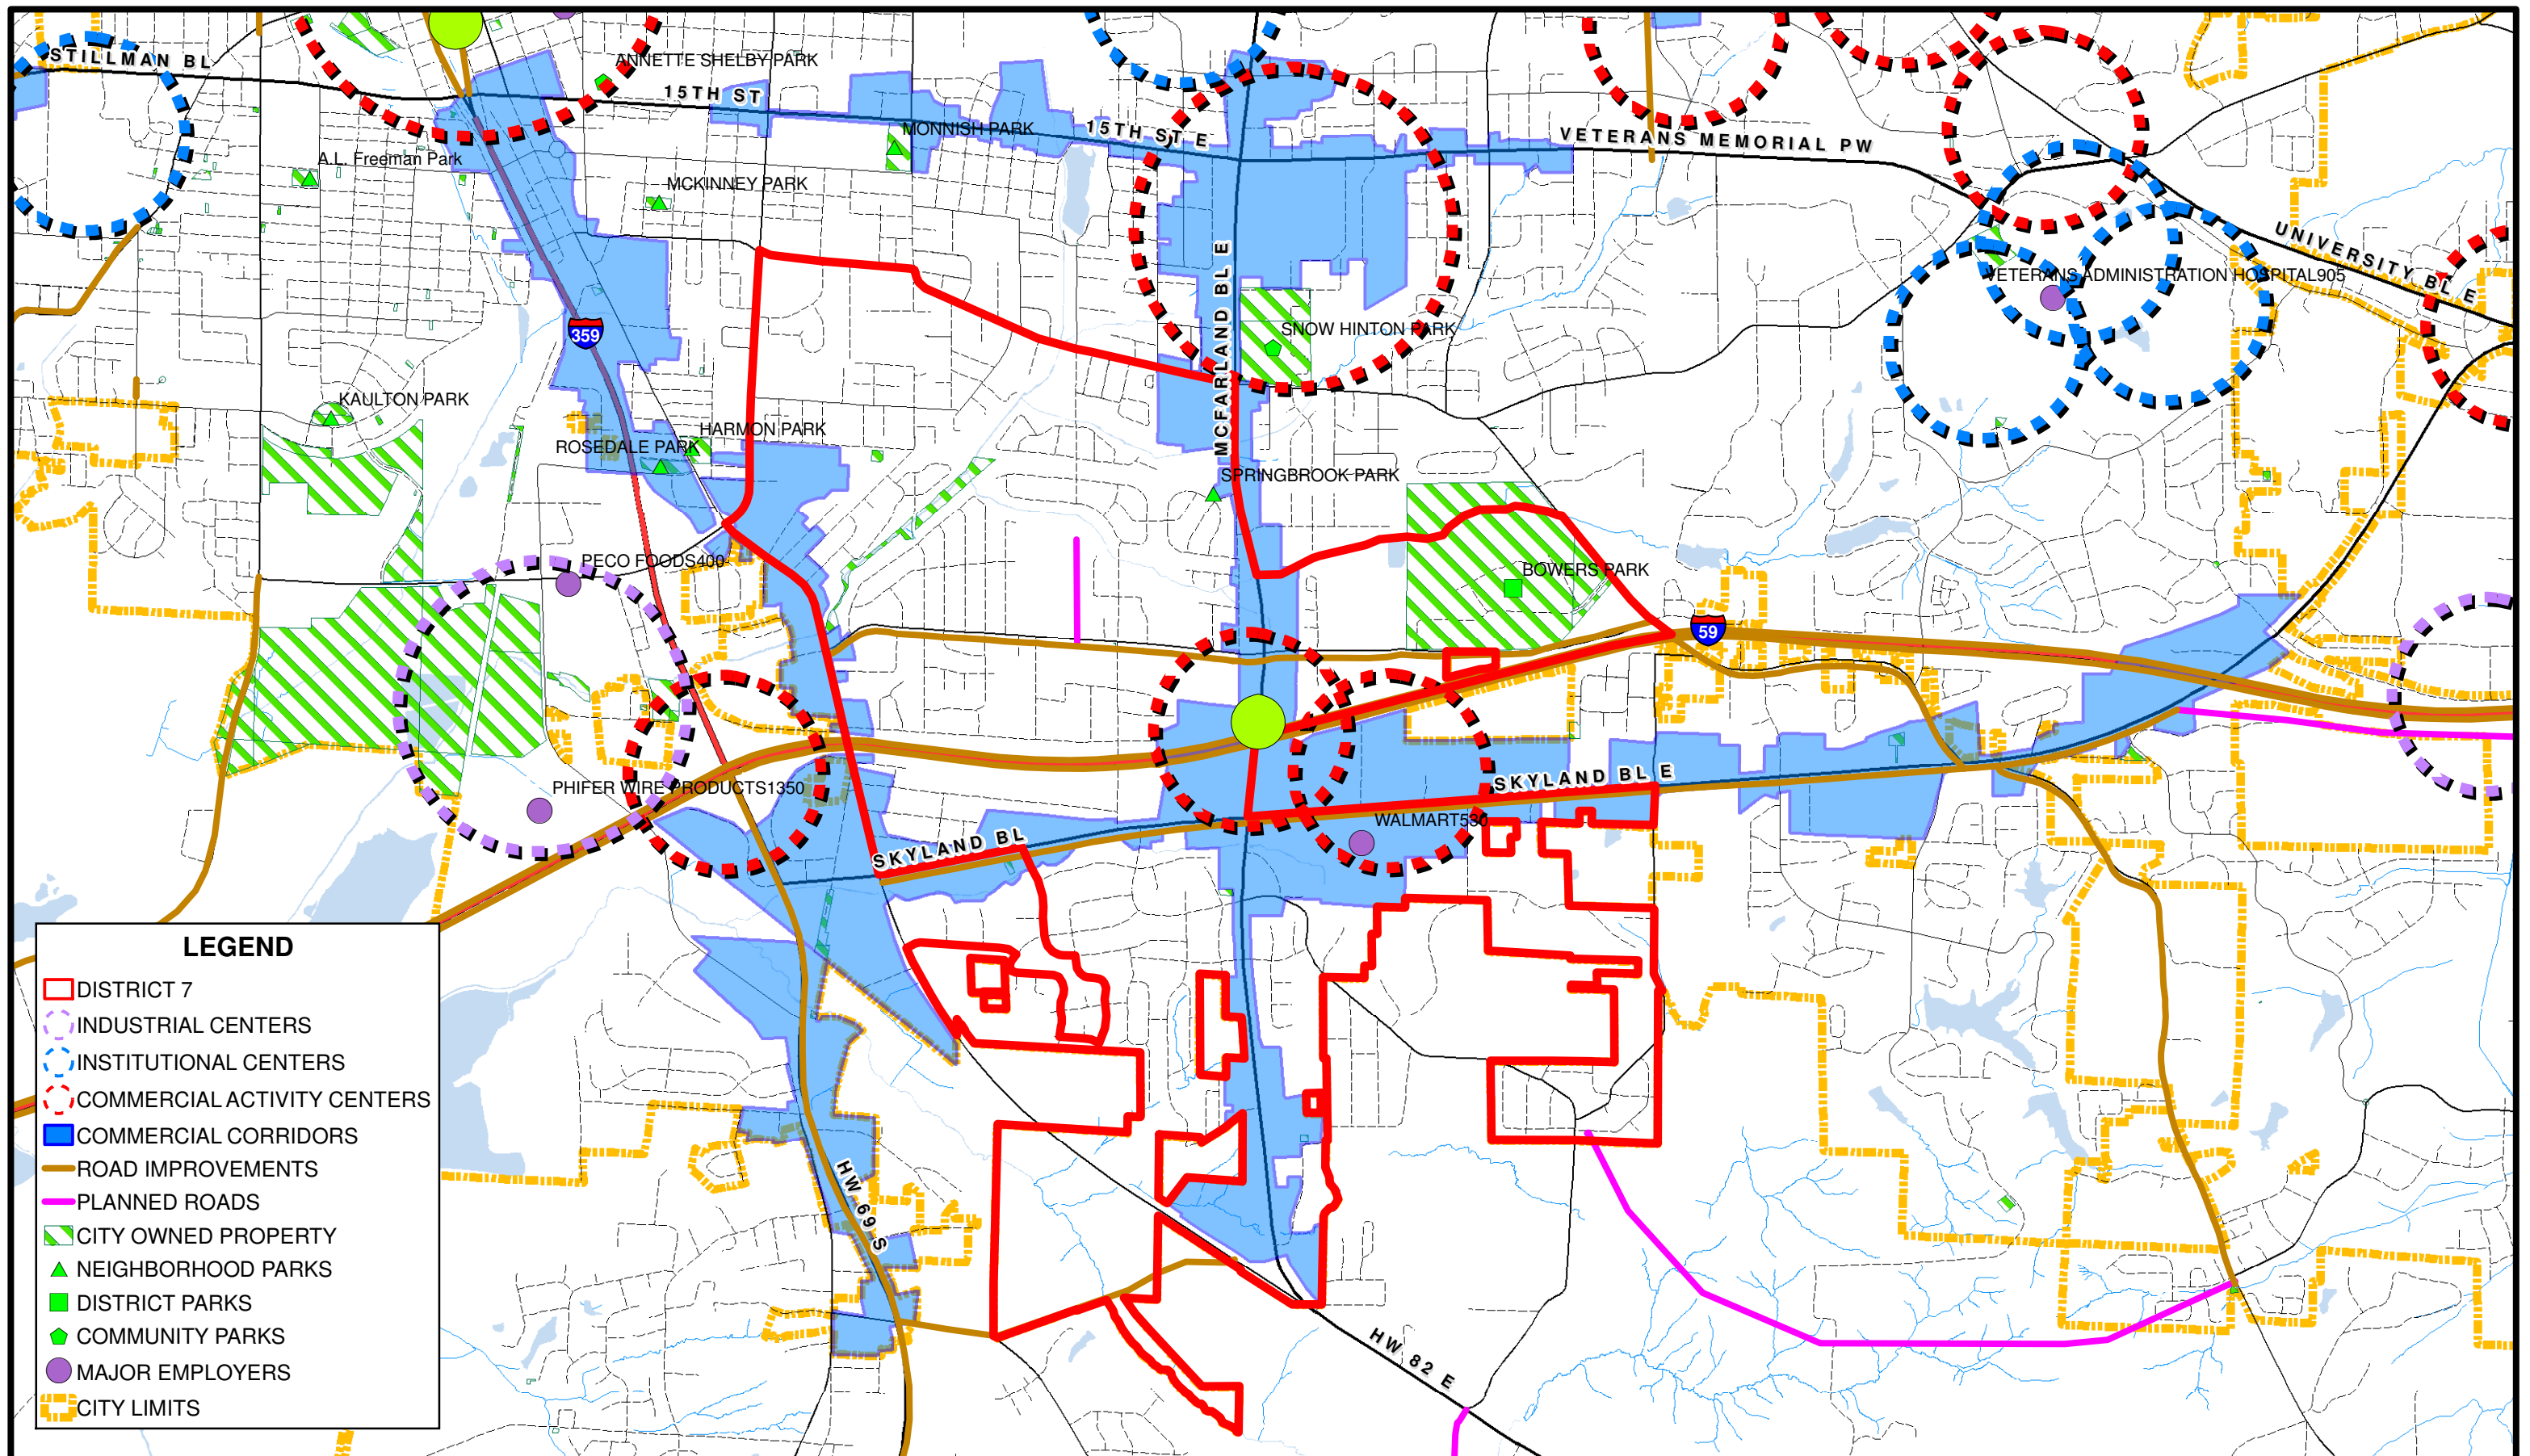 STILLMAN BL
ANNETTE SHELBY PARK
15TH ST
MONNISH PARK
15TH ST E
VETERANS MEMORIAL PW
A.L. Freeman Park
MCKINNEY PARK
UNIVERSITY BL E
VETERANS ADMINISTRATION HOSPITAL905
MCFARLAND BL E
359
SNOW HINTON PARK
KAULTON PARK
HARMON PARK
ROSEDALE PARK
SPRINGBROOK PARK
PECO FOODS400
BOWERS PARK
59
PHIFER WIRE PRODUCTS1350
SKYLAND BL E
WALMART530
SKYLAND BL
HW 69 S
HW 82 E
LEGEND
DISTRICT 7
INDUSTRIAL CENTERS
INSTITUTIONAL CENTERS
COMMERCIAL ACTIVITY CENTERS
COMMERCIAL CORRIDORS
ROAD IMPROVEMENTS
PLANNED ROADS
CITY OWNED PROPERTY
NEIGHBORHOOD PARKS
DISTRICT PARKS
COMMUNITY PARKS
MAJOR EMPLOYERS
CITY LIMITS